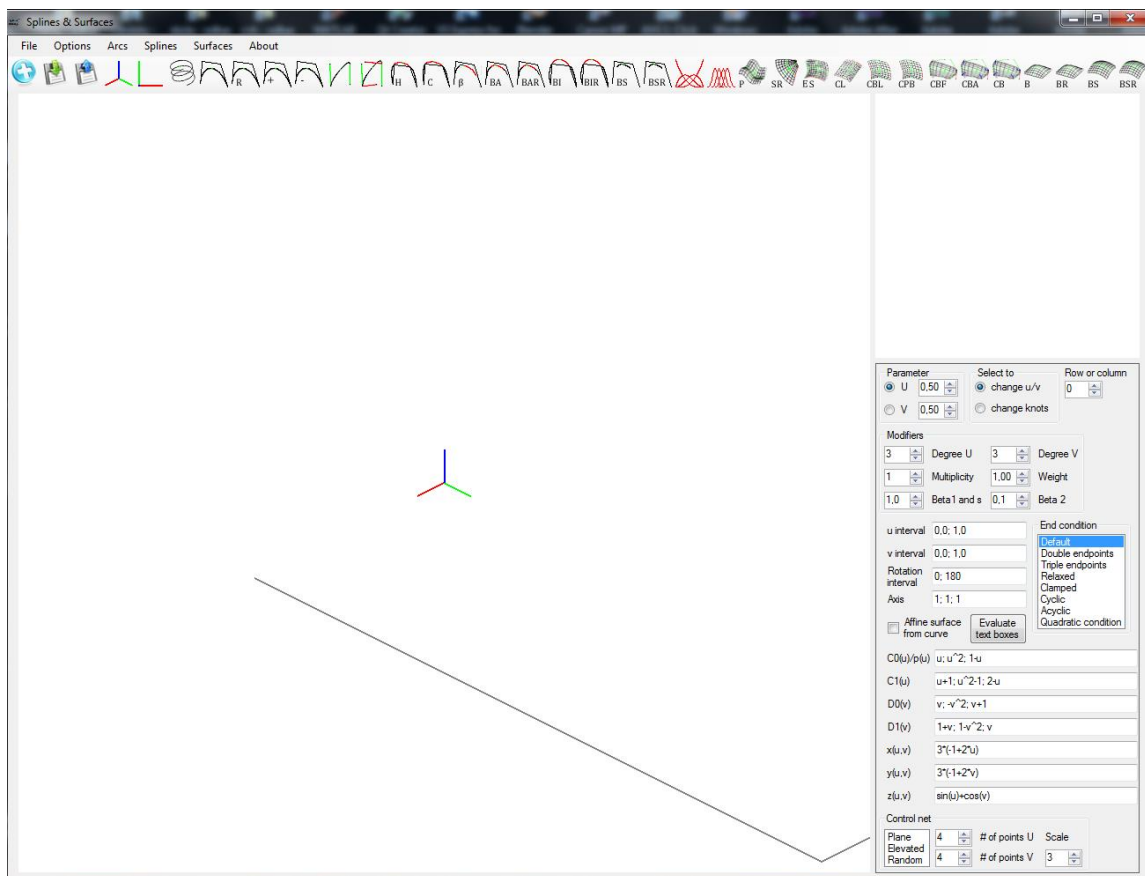 Splines & Surfaces
File Options Arcs Splines Surfaces About
R + - H C β BA BAR BI BIR BS BSR P SR ES CL CBL CPB CBF CBA CB B BR BS BSR
Parameter Select to Row or column
U 0,50 change u/v 0
V 0,50 change knots
Modifiers
3 Degree U 3 Degree V
1 Multiplicity 1,00 Weight
1,0 Beta1 and s 0,1 Beta 2
u interval 0,0; 1,0
v interval 0,0; 1,0
Rotation interval 0; 180
Axis 1; 1; 1
End condition
Default
Double endpoints
Triple endpoints
Relaxed
Clamped
Cyclic
Acyclic
Quadratic condition
Affine surface from curve
Evaluate text boxes
C0(u)/p(u) u; u^2; 1-u
C1(u) u+1; u^2-1; 2-u
D0(v) v; -v^2; v+1
D1(v) 1+v; 1-v^2; v
x(u,v) 3*(-1+2*u)
y(u,v) 3*(-1+2*v)
z(u,v) sin(u)+cos(v)
Control net
Plane
Elevated
Random
4 # of points U Scale
4 # of points V 3